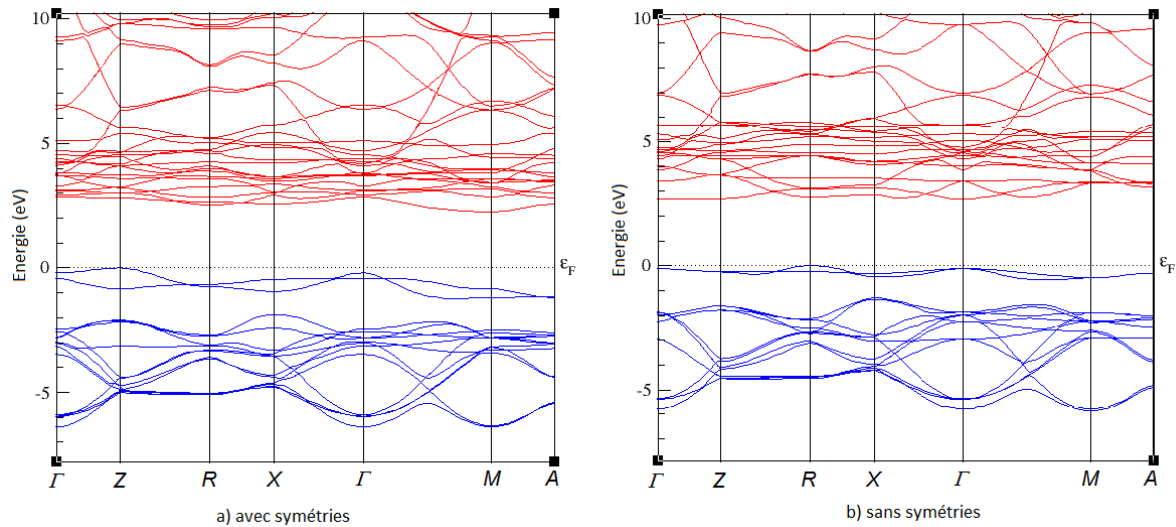 10
5
0
-5
Energie (eV)
εF
Γ Z R X Γ M A
a) avec symétries
10
5
0
-5
Energie (eV)
εF
Γ Z R X Γ M A
b) sans symétries